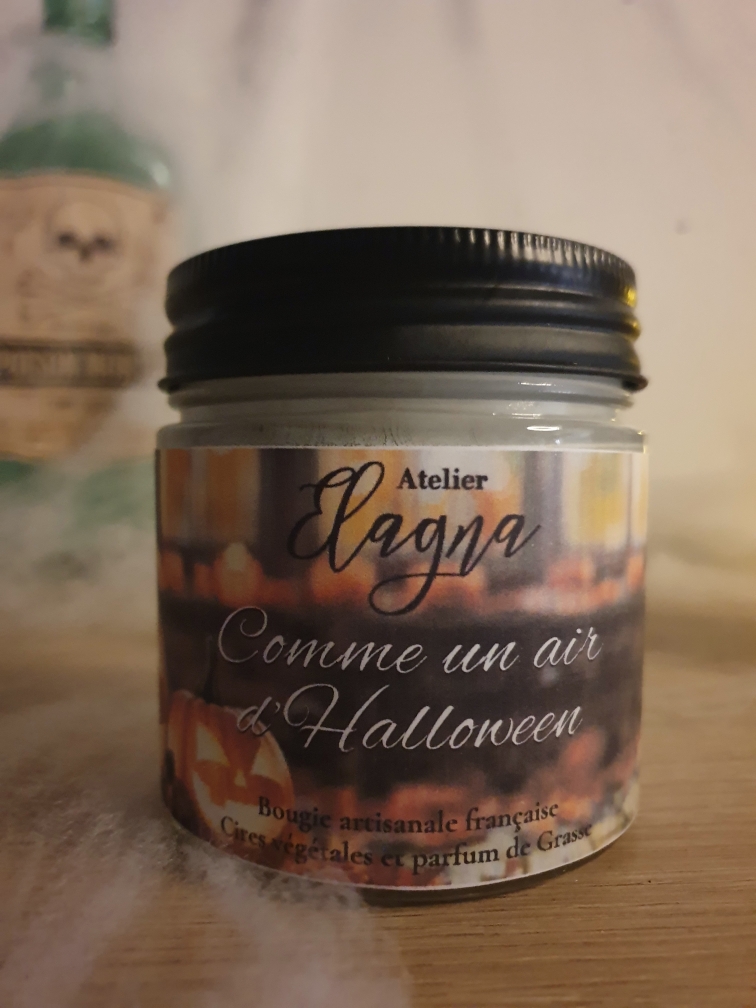 Atelier
Elagna
Comme un air
d'Halloween
Bougie artisanale française
Cires végétales et parfum de Grasse